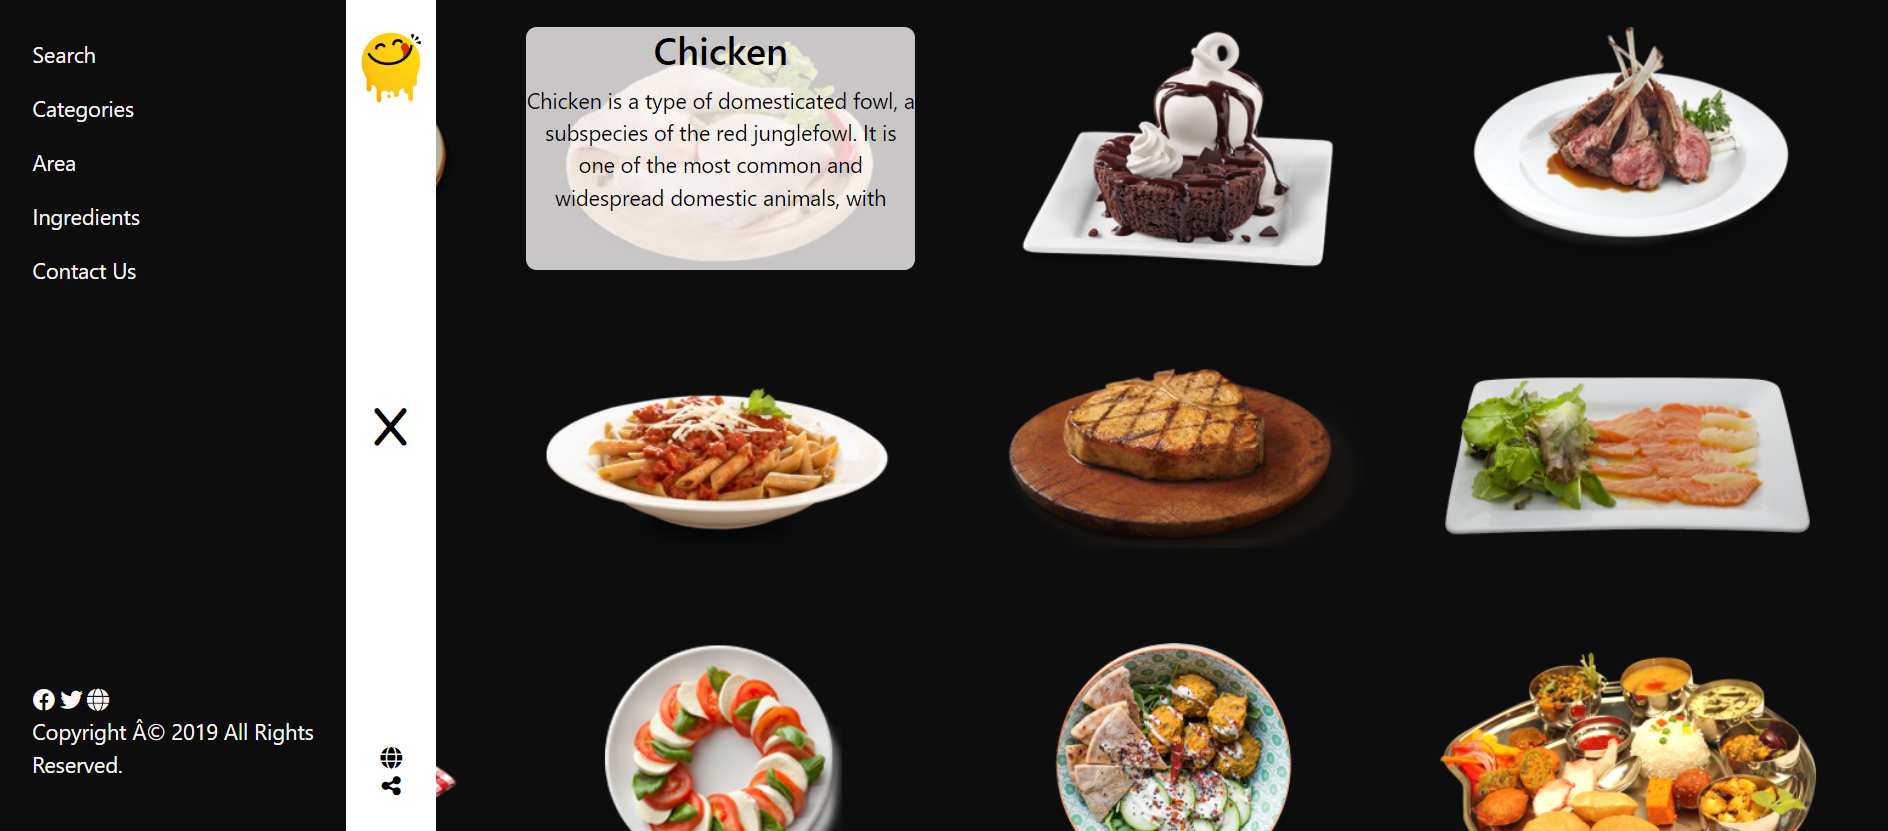 Search
Categories
Area
Ingredients
Contact Us
Copyright Â© 2019 All Rights
Reserved.
Chicken
Chicken is a type of domesticated fowl, a
subspecies of the red junglefowl. It is
one of the most common and
widespread domestic animals, with